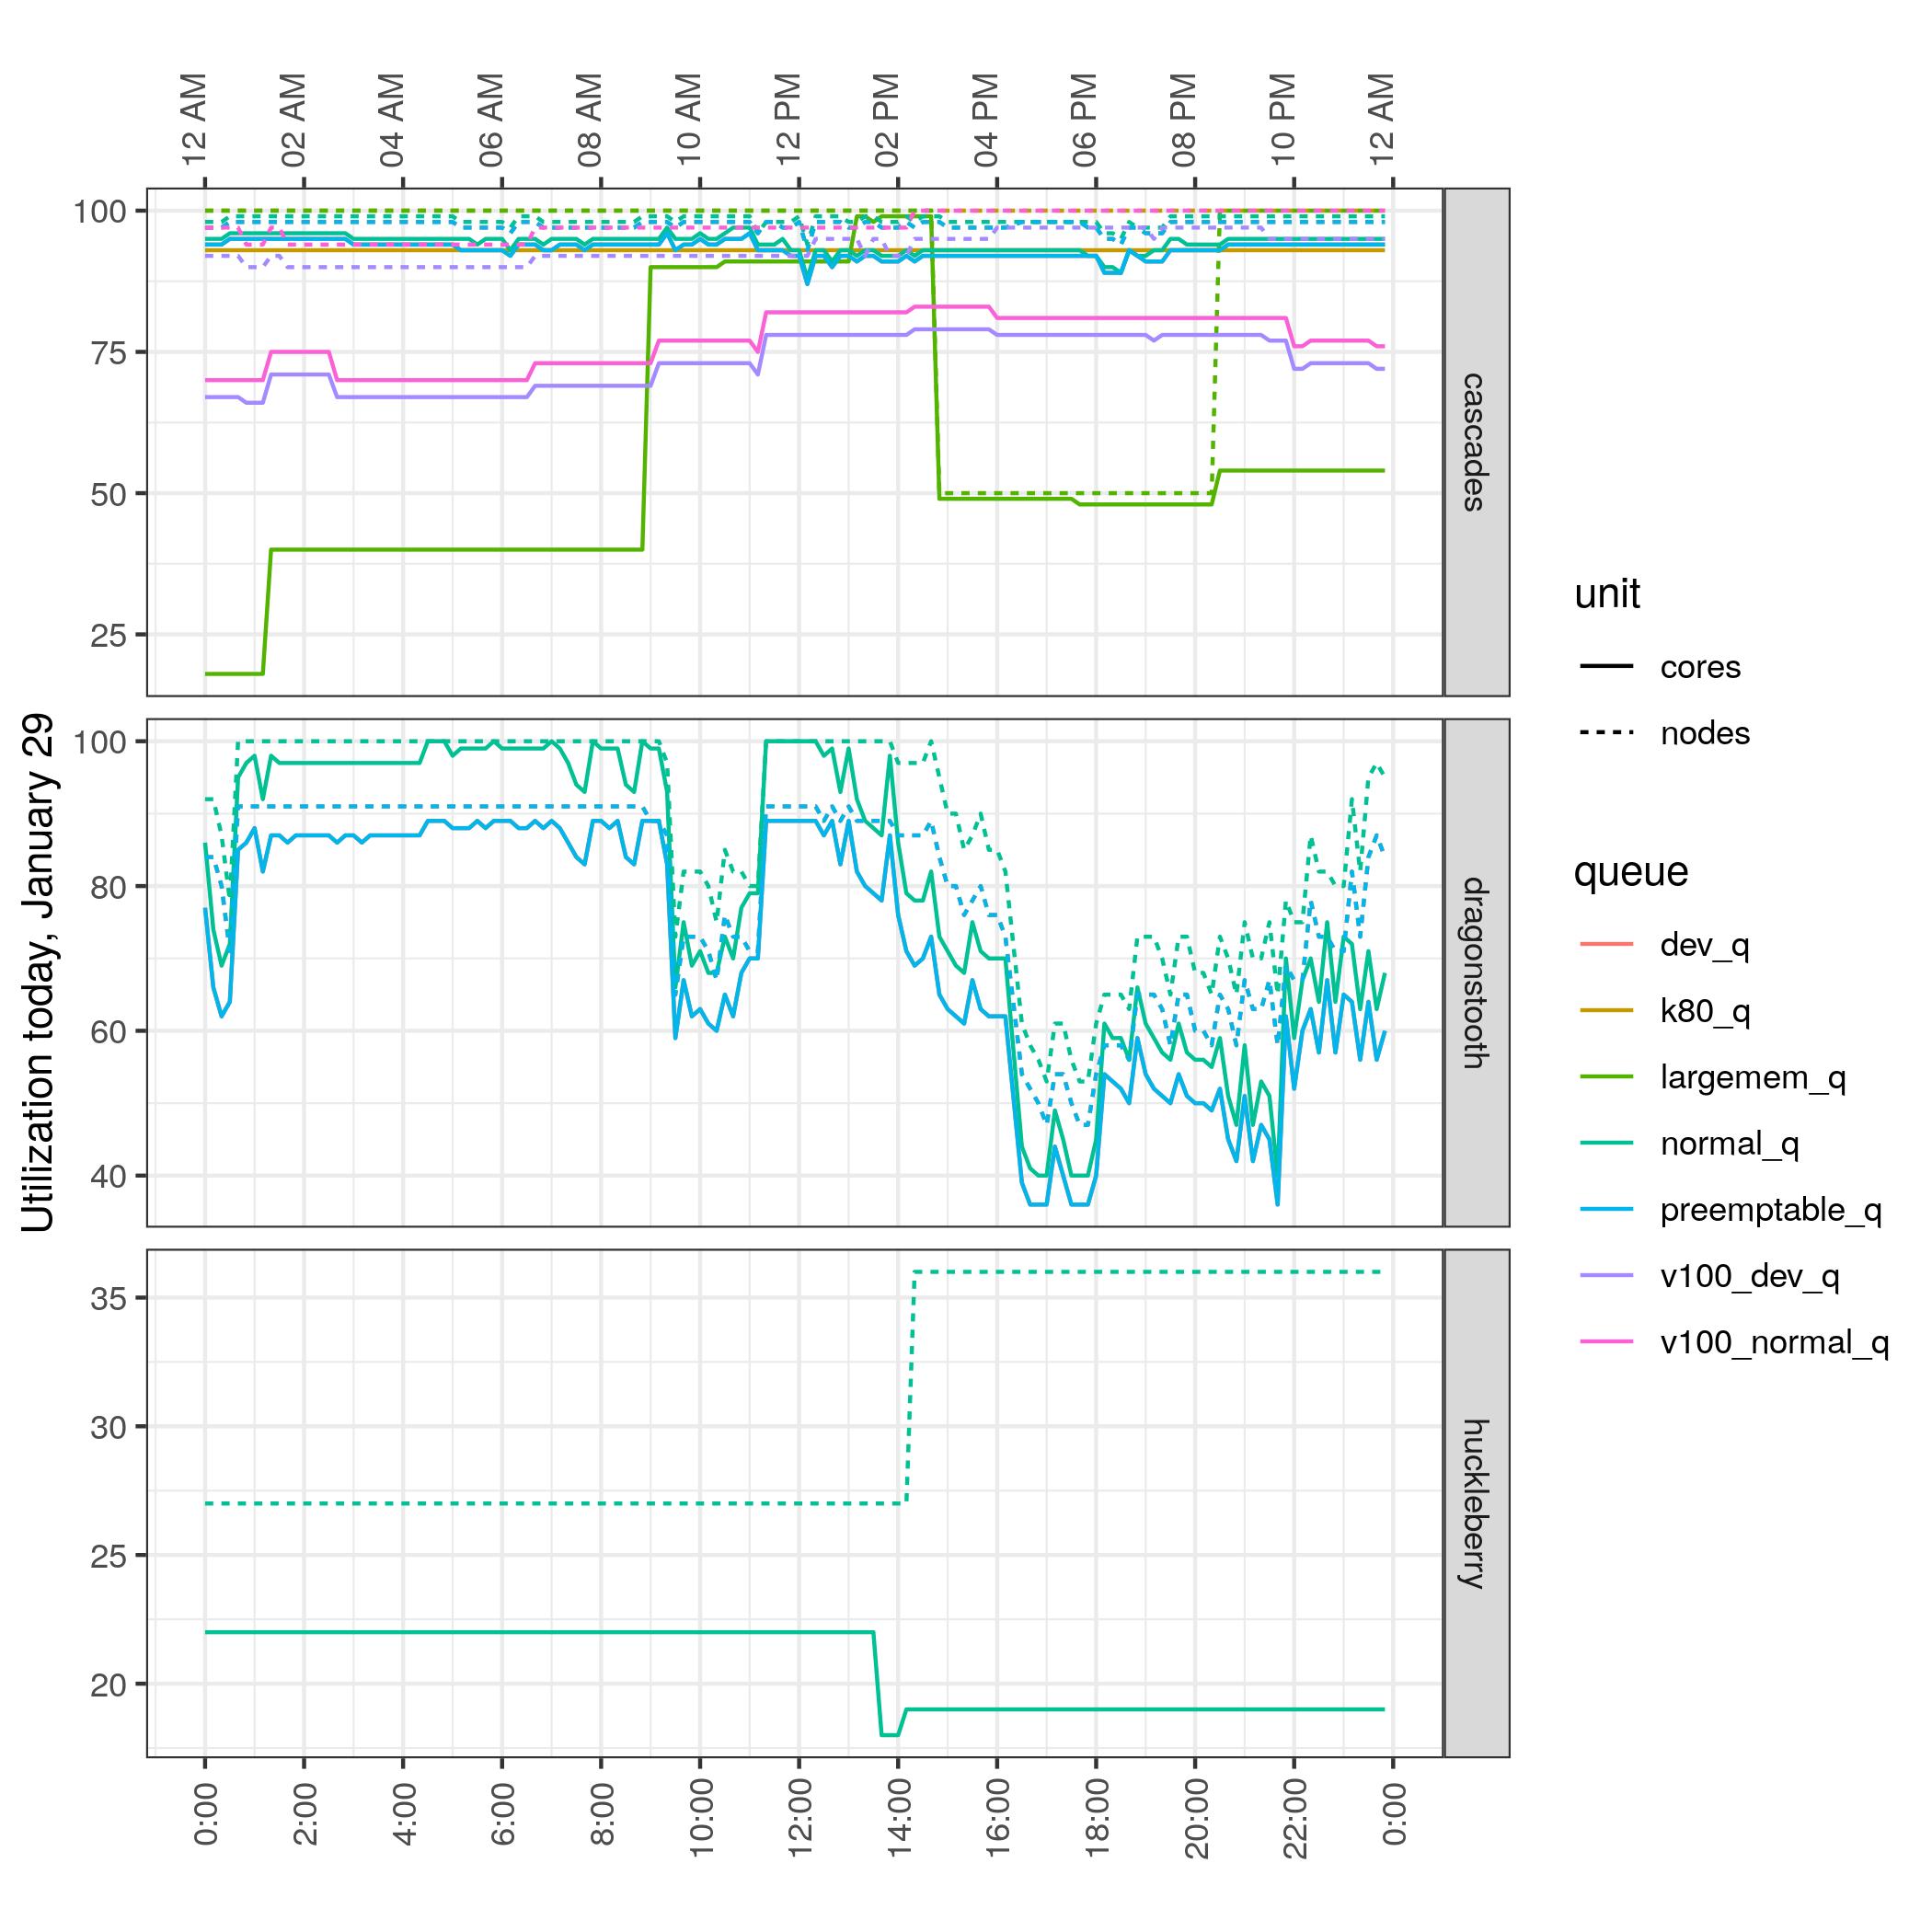 12 AM
02 AM
04 AM
06 AM
08 AM
10 AM
12 PM
02 PM
04 PM
06 PM
08 PM
10 PM
12 AM
Utilization today, January 29
100
75
50
25
cascades
100
80
60
40
dragonstooth
35
30
25
20
huckleberry
0:00
2:00
4:00
6:00
8:00
10:00
12:00
14:00
16:00
18:00
20:00
22:00
0:00
unit
cores
nodes
queue
dev_q
k80_q
largemem_q
normal_q
preemptable_q
v100_dev_q
v100_normal_q